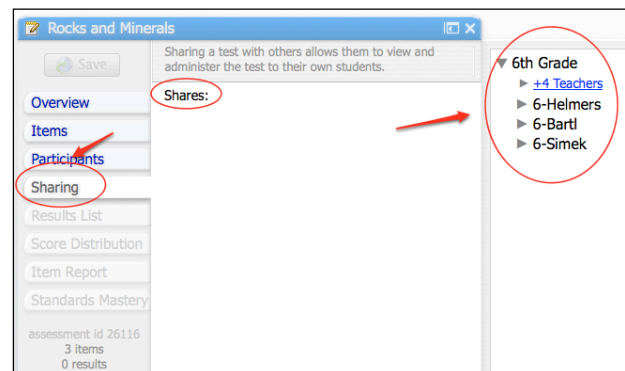 Rocks and Minerals
Save
Overview
Items
Participants
Sharing
Results List
Score Distribution
Item Report
Standards Mastery
assessment id 26116
3 items
0 results
Sharing a test with others allows them to view and
administer the test to their own students.
Shares:
6th Grade
+4 Teachers
6-Helmers
6-Bartl
6-Simek